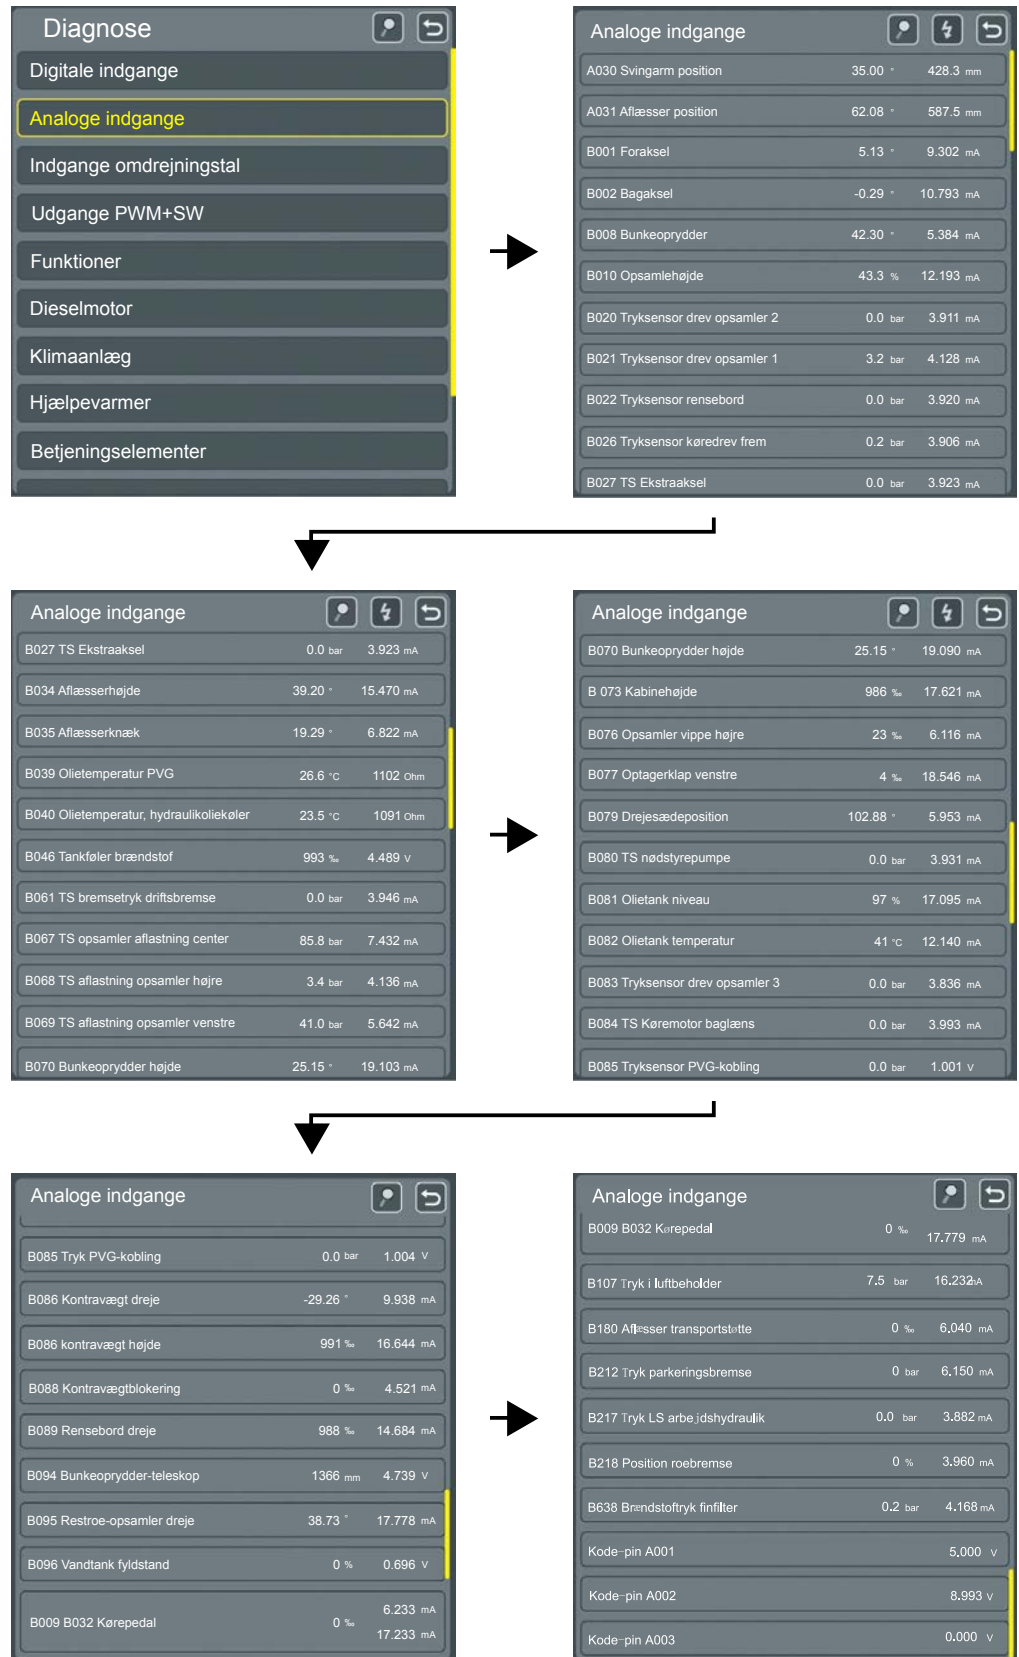 Diagnose
Digitale indgange
Analoge indgange
Indgange omdrejningstal
Udgange PWM+SW
Funktioner
Dieselmotor
Klimaanlæg
Hjælpevarmer
Betjeningselementer
Analoge indgange
A030 Svingarm position 35.00 ° 428.3 mm
A031 Aflæsser position 62.08 ° 587.5 mm
B001 Foraksel 5.13 ° 9.302 mA
B002 Bagaksel -0.29 ° 10.793 mA
B008 Bunkeoprydder 42.30 ° 5.384 mA
B010 Opsamlehøjde 43.3 % 12.193 mA
B020 Tryksensor drev opsamler 2 0.0 bar 3.911 mA
B021 Tryksensor drev opsamler 1 3.2 bar 4.128 mA
B022 Tryksensor rensebord 0.0 bar 3.920 mA
B026 Tryksensor køredrev frem 0.2 bar 3.906 mA
B027 TS Ekstraaksel 0.0 bar 3.923 mA
Analoge indgange
B027 TS Ekstraaksel 0.0 bar 3.923 mA
B034 Aflæsserhøjde 39.20 ° 15.470 mA
B035 Aflæsserknæk 19.29 ° 6.822 mA
B039 Olietemperatur PVG 26.6 °C 1102 Ohm
B040 Olietemperatur, hydraulikoliekøler 23.5 °C 1091 Ohm
B046 Tankføler brændstof 993 ‰ 4.489 V
B061 TS bremsetryk driftsbremse 0.0 bar 3.946 mA
B067 TS opsamler aflastning center 85.8 bar 7.432 mA
B068 TS aflastning opsamler højre 3.4 bar 4.136 mA
B069 TS aflastning opsamler venstre 41.0 bar 5.642 mA
B070 Bunkeoprydder højde 25.15 ° 19.103 mA
Analoge indgange
B070 Bunkeoprydder højde 25.15 ° 19.090 mA
B 073 Kabinehøjde 986 ‰ 17.621 mA
B076 Opsamler vippe højre 23 ‰ 6.116 mA
B077 Optagerklap venstre 4 ‰ 18.546 mA
B079 Drejesædeposition 102.88 ° 5.953 mA
B080 TS nødstyrepumpe 0.0 bar 3.931 mA
B081 Olietank niveau 97 % 17.095 mA
B082 Olietank temperatur 41 °C 12.140 mA
B083 Tryksensor drev opsamler 3 0.0 bar 3.836 mA
B084 TS Køremotor baglæns 0.0 bar 3.993 mA
B085 Tryksensor PVG-kobling 0.0 bar 1.001 V
Analoge indgange
B085 Tryk PVG-kobling 0.0 bar 1.004 V
B086 Kontravægt dreje -29.26 ° 9.938 mA
B086 kontravægt højde 991 ‰ 16.644 mA
B088 Kontravægtblokering 0 ‰ 4.521 mA
B089 Rensebord dreje 988 ‰ 14.684 mA
B094 Bunkeoprydder-teleskop 1366 mm 4.739 V
B095 Restroe-opsamler dreje 38.73 ° 17.778 mA
B096 Vandtank fyldstand 0 % 0.696 V
B009 B032 Kørepedal 0 ‰ 6.233 mA
17.233 mA
Analoge indgange
B009 B032 Kørepedal 0 ‰ 17.779 mA
B107 Tryk i luftbeholder 7.5 bar 16.232mA
B180 Aflæsser transportstøtte 0 ‰ 6.040 mA
B212 Tryk parkeringsbremse 0 bar 6.150 mA
B217 Tryk LS arbejdshydraulik 0.0 bar 3.882 mA
B218 Position roebremse 0 % 3.960 mA
B638 Brændstoftryk finfilter 0.2 bar 4.168 mA
Kode-pin A001 5.000 V
Kode-pin A002 8.993 V
Kode-pin A003 0.000 V